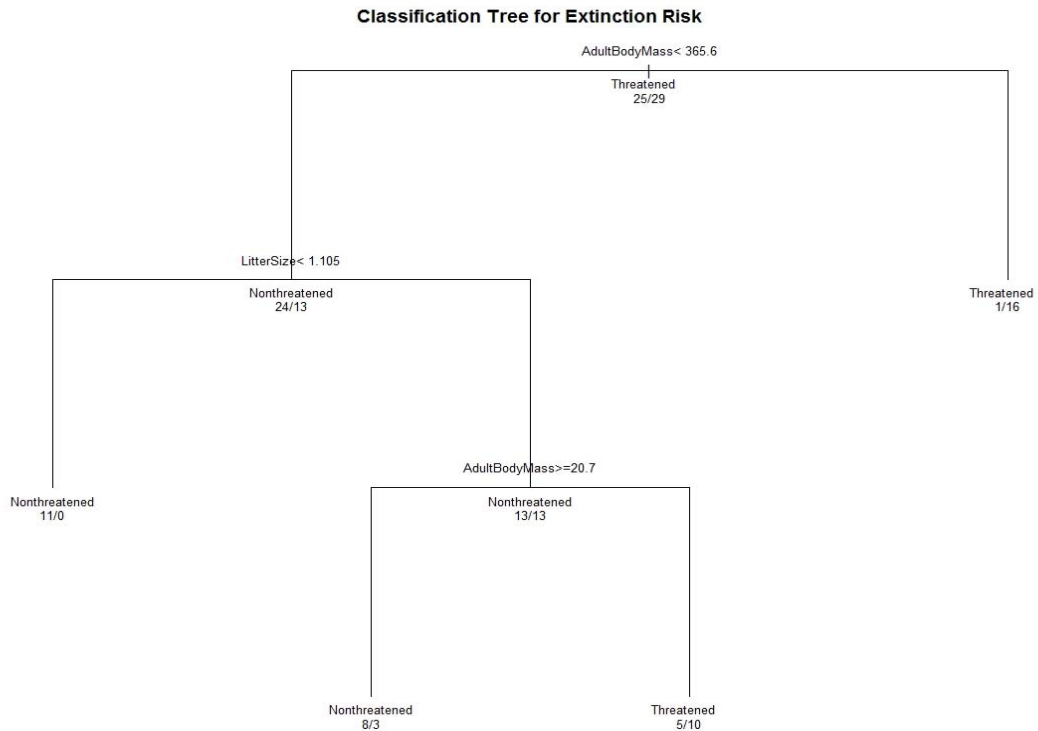 Classification Tree for Extinction Risk
AdultBodyMass< 365.6
Threatened
25/29
LitterSize< 1.105
Nonthreatened
24/13
Threatened
1/16
AdultBodyMass>=20.7
Nonthreatened
11/0
Nonthreatened
13/13
Nonthreatened
8/3
Threatened
5/10